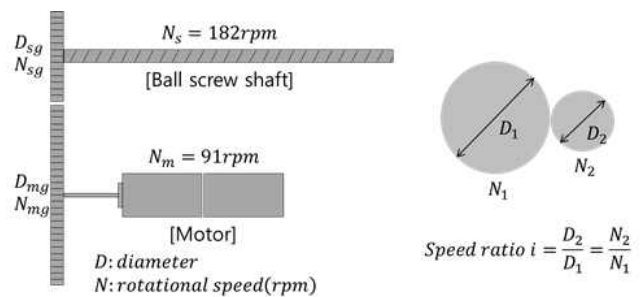 N_s = 182rpm
D_sg
N_sg
[Ball screw shaft]
N_m = 91rpm
D_mg
N_mg
[Motor]
D: diameter
N: rotational speed(rpm)
D_1
D_2
N_1
N_2
Speed ratio i = D_2/D_1 = N_2/N_1